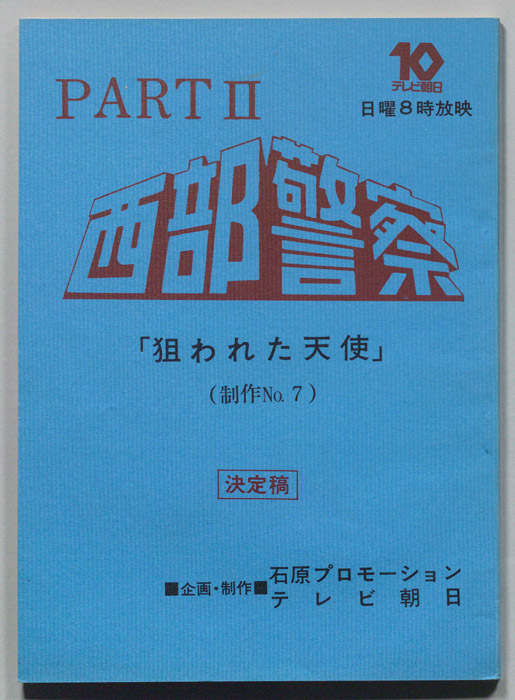 10
テレビ朝日
PART II
日曜8時放映
西部警察
「狙われた天使」
(制作No.7)
決定稿
■企画・制作■石原プロモーション
テレビ朝日